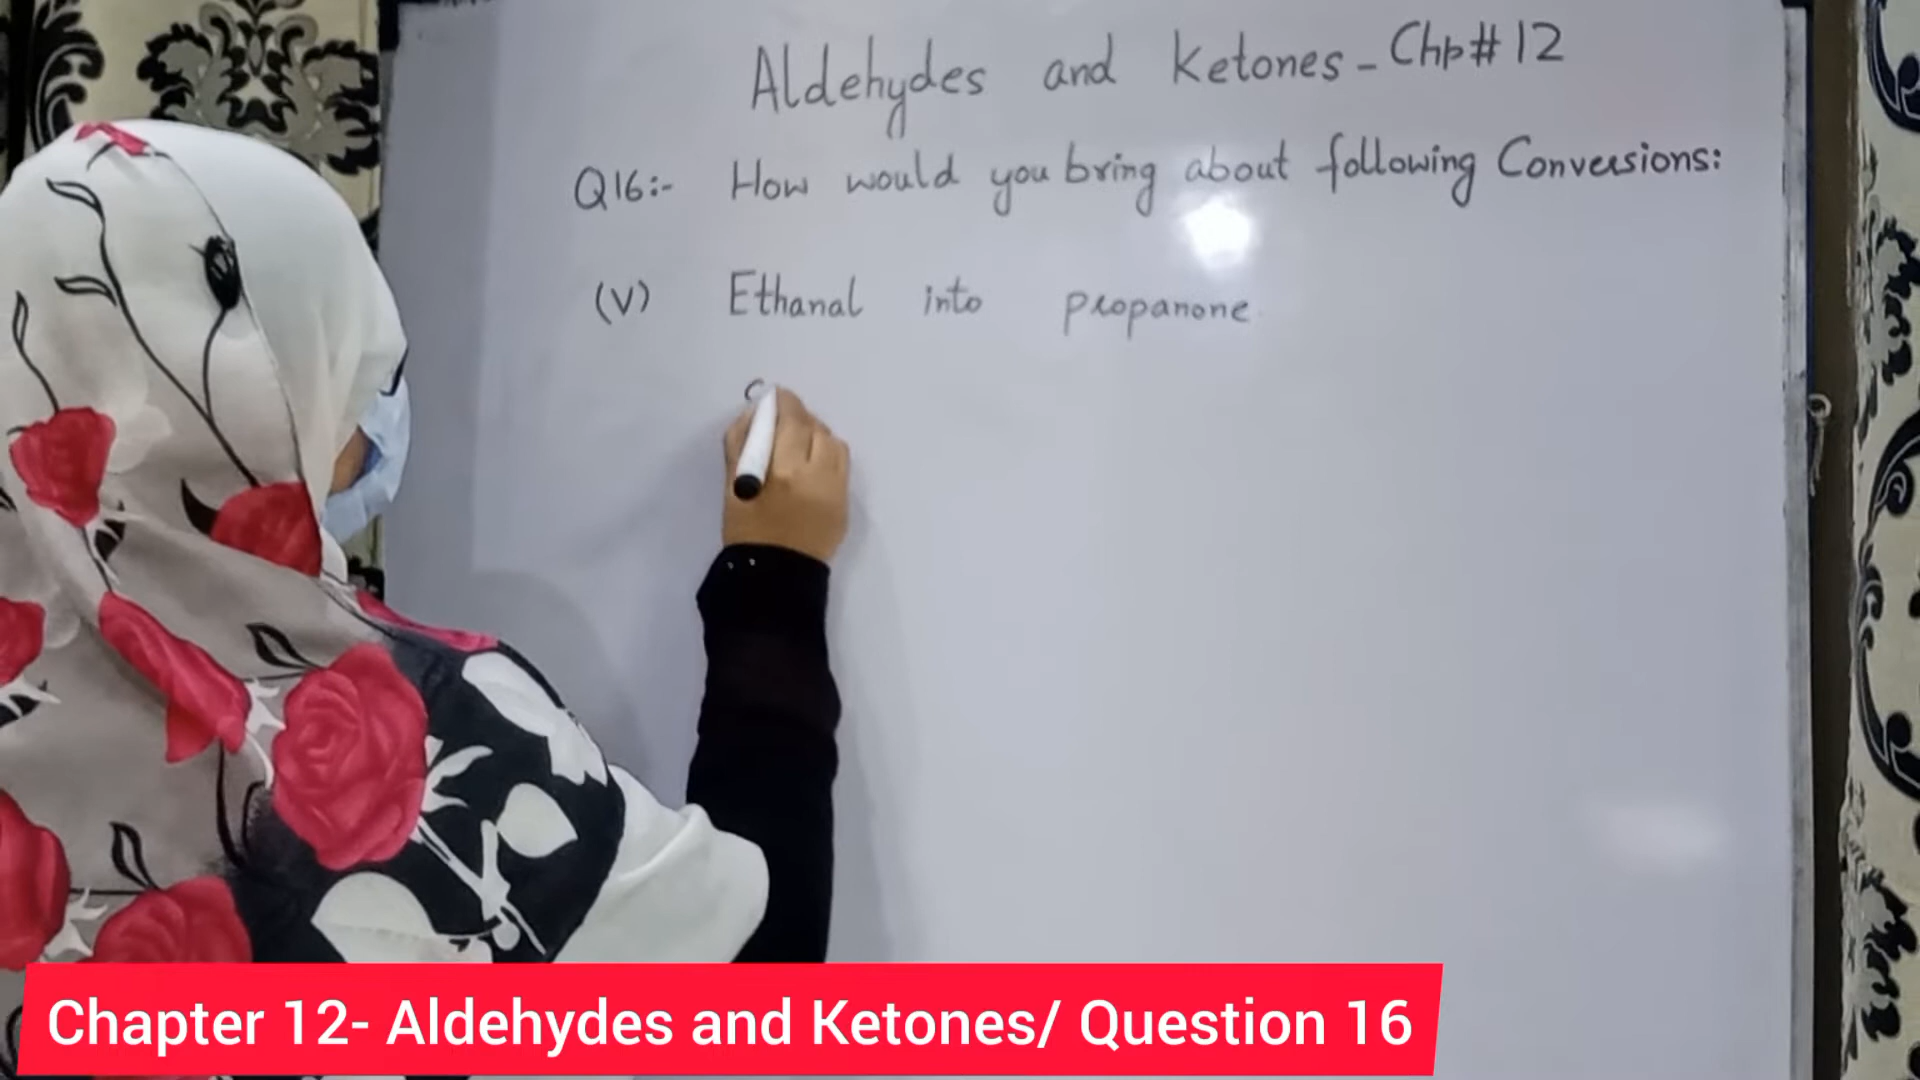 Aldehydes and Ketones - Chp# 12
Q16:- How would you bring about following Conversions:
(V) Ethanal into propanone
C
Chapter 12- Aldehydes and Ketones/ Question 16